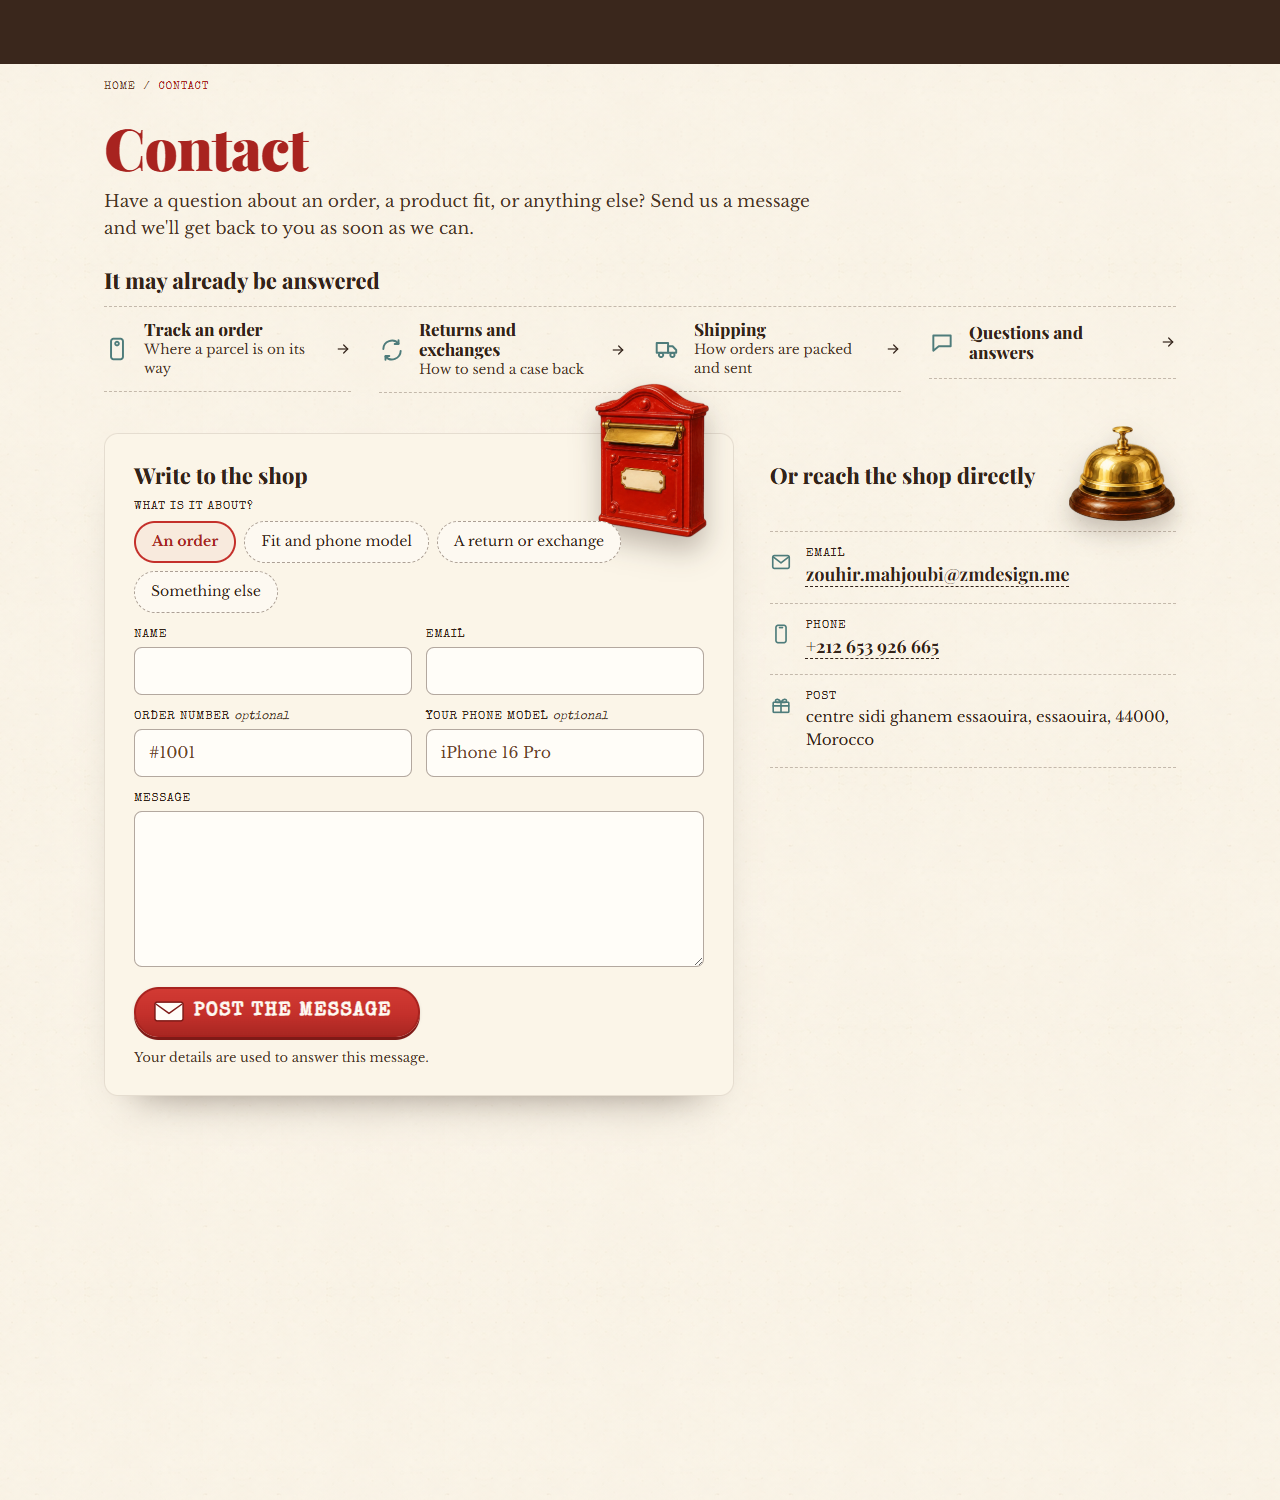 HOME / CONTACT
Contact
Have a question about an order, a product fit, or anything else? Send us a message
and we'll get back to you as soon as we can.
It may already be answered
Track an order
Where a parcel is on its
way
Returns and
exchanges
How to send a case back
Shipping
How orders are packed
and sent
Questions and
answers
Write to the shop
WHAT IS IT ABOUT?
An order
Fit and phone model
A return or exchange
Something else
NAME
EMAIL
ORDER NUMBER optional
YOUR PHONE MODEL optional
#1001
iPhone 16 Pro
MESSAGE
POST THE MESSAGE
Your details are used to answer this message.
Or reach the shop directly
EMAIL
zouhir.mahjoubi@zmdesign.me
PHONE
+212 653 926 665
POST
centre sidi ghanem essaouira, essaouira, 44000,
Morocco